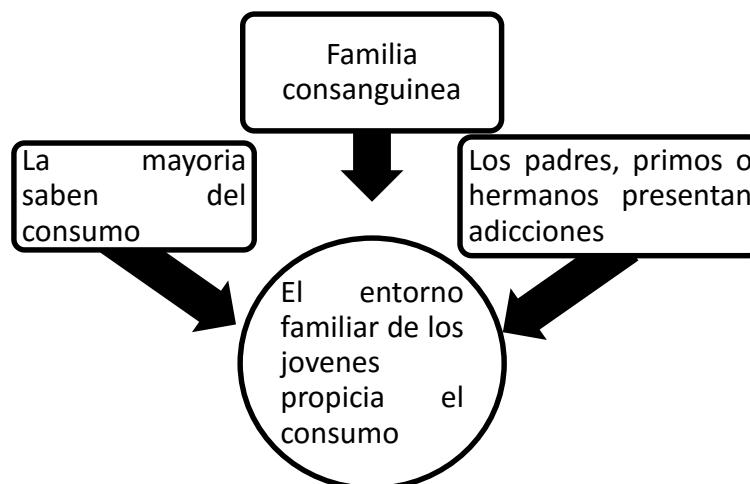 Familia
consanguinea
La mayoria
saben del
consumo
Los padres, primos o
hermanos presentan
adicciones
El entorno
familiar de los
jovenes
propicia el
consumo